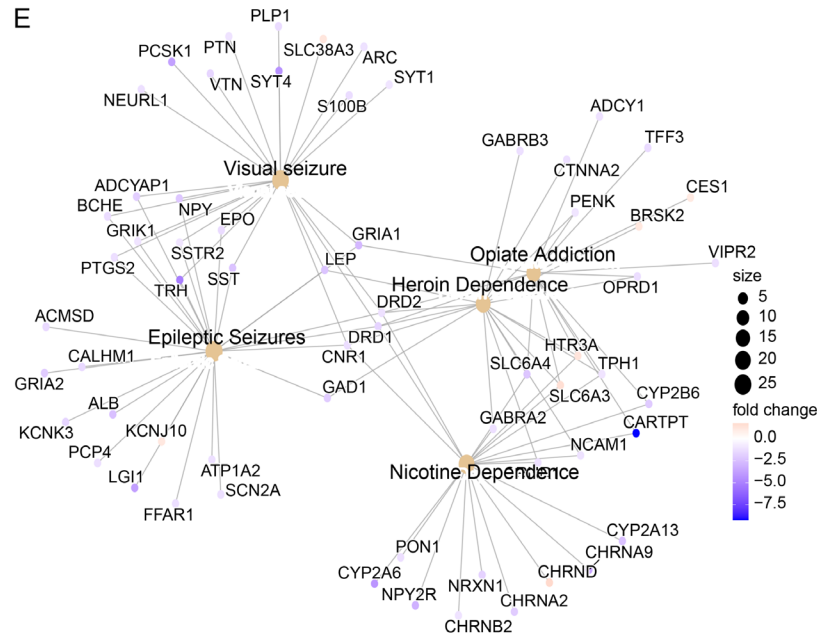 E
PLP1
PTN
SLC38A3
PCSK1
ARC
VTN
SYT4
SYT1
NEURL1
S100B
ADCY1
GABRB3
TFF3
CTNNA2
Visual seizure
ADCYAP1
CES1
BCHE
NPY
PENK
BRSK2
EPO
GRIK1
GRIA1
SSTR2
Opiate Addiction
VIPR2
PTGS2
SST
LEP
TRH
Heroin Dependence
OPRD1
size
5
10
15
20
25
DRD2
ACMSD
Epileptic Seizures
DRD1
HTR3A
CALHM1
CNR1
SLC6A4
TPH1
GRIA2
GAD1
SLC6A3
CYP2B6
ALB
fold change
0.0
−2.5
−5.0
−7.5
KCNK3
KCNJ10
GABRA2
CARTPT
PCP4
NCAM1
LGI1
ATP1A2
Nicotine Dependence
SCN2A
FFAR1
CYP2A13
PON1
CHRNA9
CYP2A6
CHRND
NPY2R
NRXN1
CHRNA2
CHRNB2